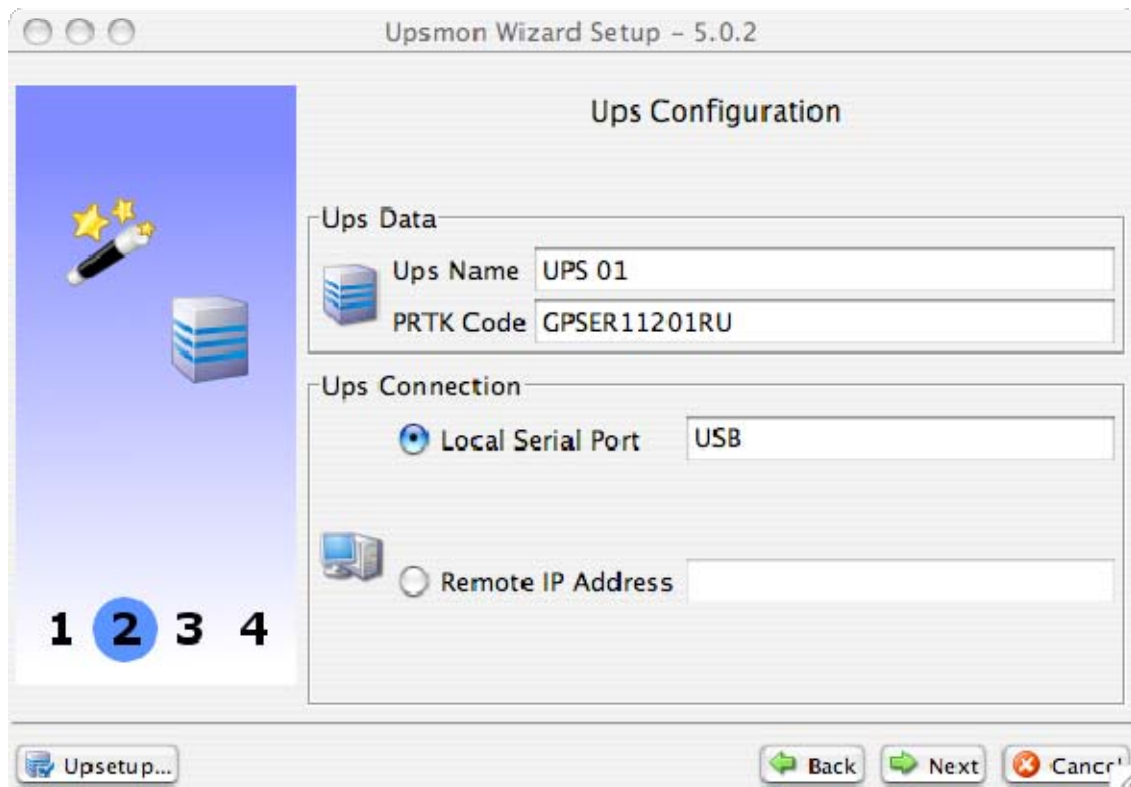 Upsmon Wizard Setup – 5.0.2
Ups Configuration
Ups Data
Ups Name UPS 01
PRTK Code GPSER11201RU
Ups Connection
Local Serial Port USB
Remote IP Address
1 2 3 4
Upsetup... Back Next Cancel